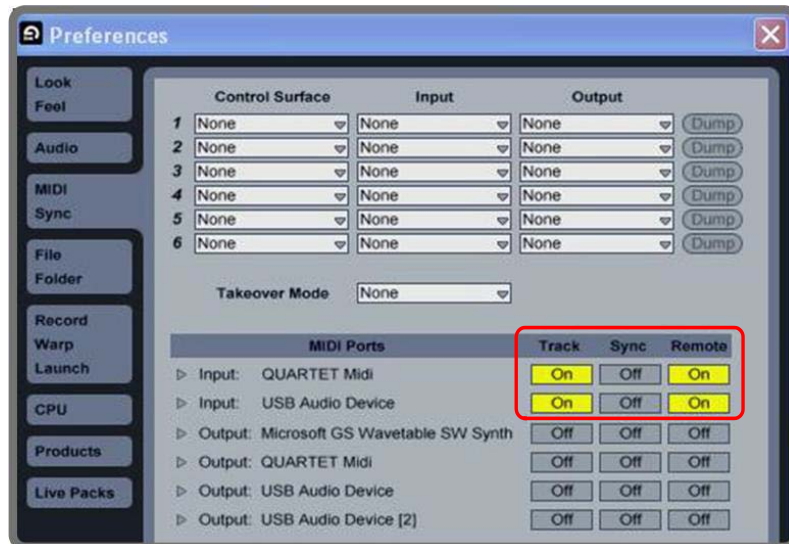 Preferences
Look
Feel
Audio
MIDI
Sync
File
Folder
Record
Warp
Launch
CPU
Products
Live Packs
Control Surface Input Output
1 None None None Dump
2 None None None Dump
3 None None None Dump
4 None None None Dump
5 None None None Dump
6 None None None Dump
Takeover Mode None
MIDI Ports Track Sync Remote
Input: QUARTET Midi On Off On
Input: USB Audio Device On Off On
Output: Microsoft GS Wavetable SW Synth Off Off Off
Output: QUARTET Midi Off Off Off
Output: USB Audio Device Off Off Off
Output: USB Audio Device [2] Off Off Off